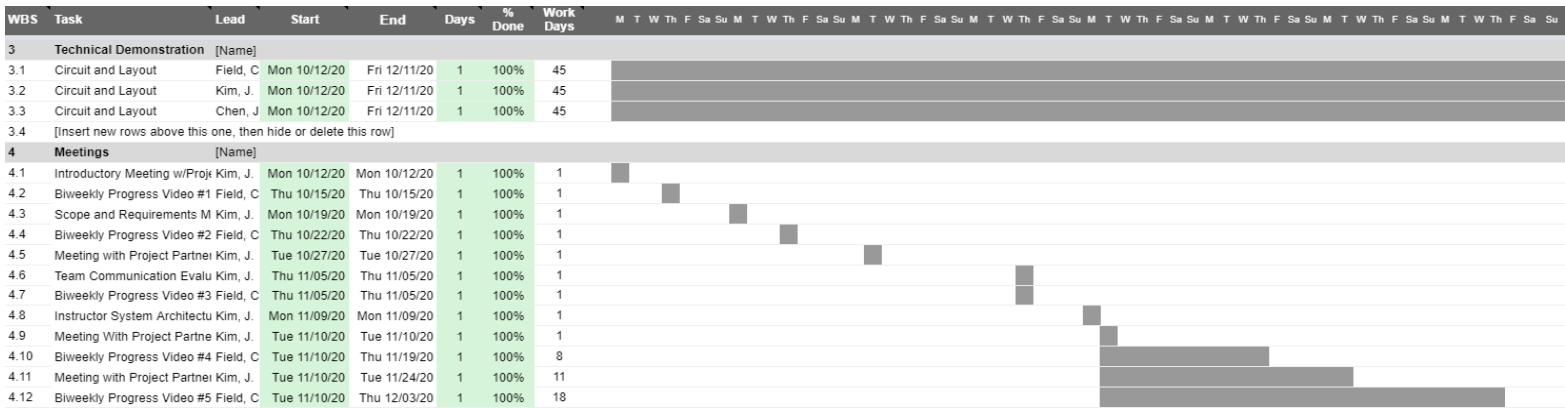 WBS Task Lead Start End Days % Done Work Days M T W Th F Sa Su M T W Th F Sa Su M T W Th F Sa Su M T W Th F Sa Su M T W Th F Sa Su M T W Th F Sa Su M T W Th F Sa Su M T W Th F Sa Su
3 Technical Demonstration [Name]
3.1 Circuit and Layout Field, C Mon 10/12/20 Fri 12/11/20 1 100% 45
3.2 Circuit and Layout Kim, J. Mon 10/12/20 Fri 12/11/20 1 100% 45
3.3 Circuit and Layout Chen, J Mon 10/12/20 Fri 12/11/20 1 100% 45
3.4 [Insert new rows above this one, then hide or delete this row]
4 Meetings [Name]
4.1 Introductory Meeting w/Proje Kim, J. Mon 10/12/20 Mon 10/12/20 1 100% 1
4.2 Biweekly Progress Video #1 Field, C Thu 10/15/20 Thu 10/15/20 1 100% 1
4.3 Scope and Requirements M Kim, J. Mon 10/19/20 Mon 10/19/20 1 100% 1
4.4 Biweekly Progress Video #2 Field, C Thu 10/22/20 Thu 10/22/20 1 100% 1
4.5 Meeting with Project Partner Kim, J. Tue 10/27/20 Tue 10/27/20 1 100% 1
4.6 Team Communication Evalu Kim, J. Thu 11/05/20 Thu 11/05/20 1 100% 1
4.7 Biweekly Progress Video #3 Field, C Thu 11/05/20 Thu 11/05/20 1 100% 1
4.8 Instructor System Architectu Kim, J. Mon 11/09/20 Mon 11/09/20 1 100% 1
4.9 Meeting With Project Partne Kim, J. Tue 11/10/20 Tue 11/10/20 1 100% 1
4.10 Biweekly Progress Video #4 Field, C Tue 11/10/20 Thu 11/19/20 1 100% 8
4.11 Meeting with Project Partner Kim, J. Tue 11/10/20 Tue 11/24/20 1 100% 11
4.12 Biweekly Progress Video #5 Field, C Tue 11/10/20 Thu 12/03/20 1 100% 18